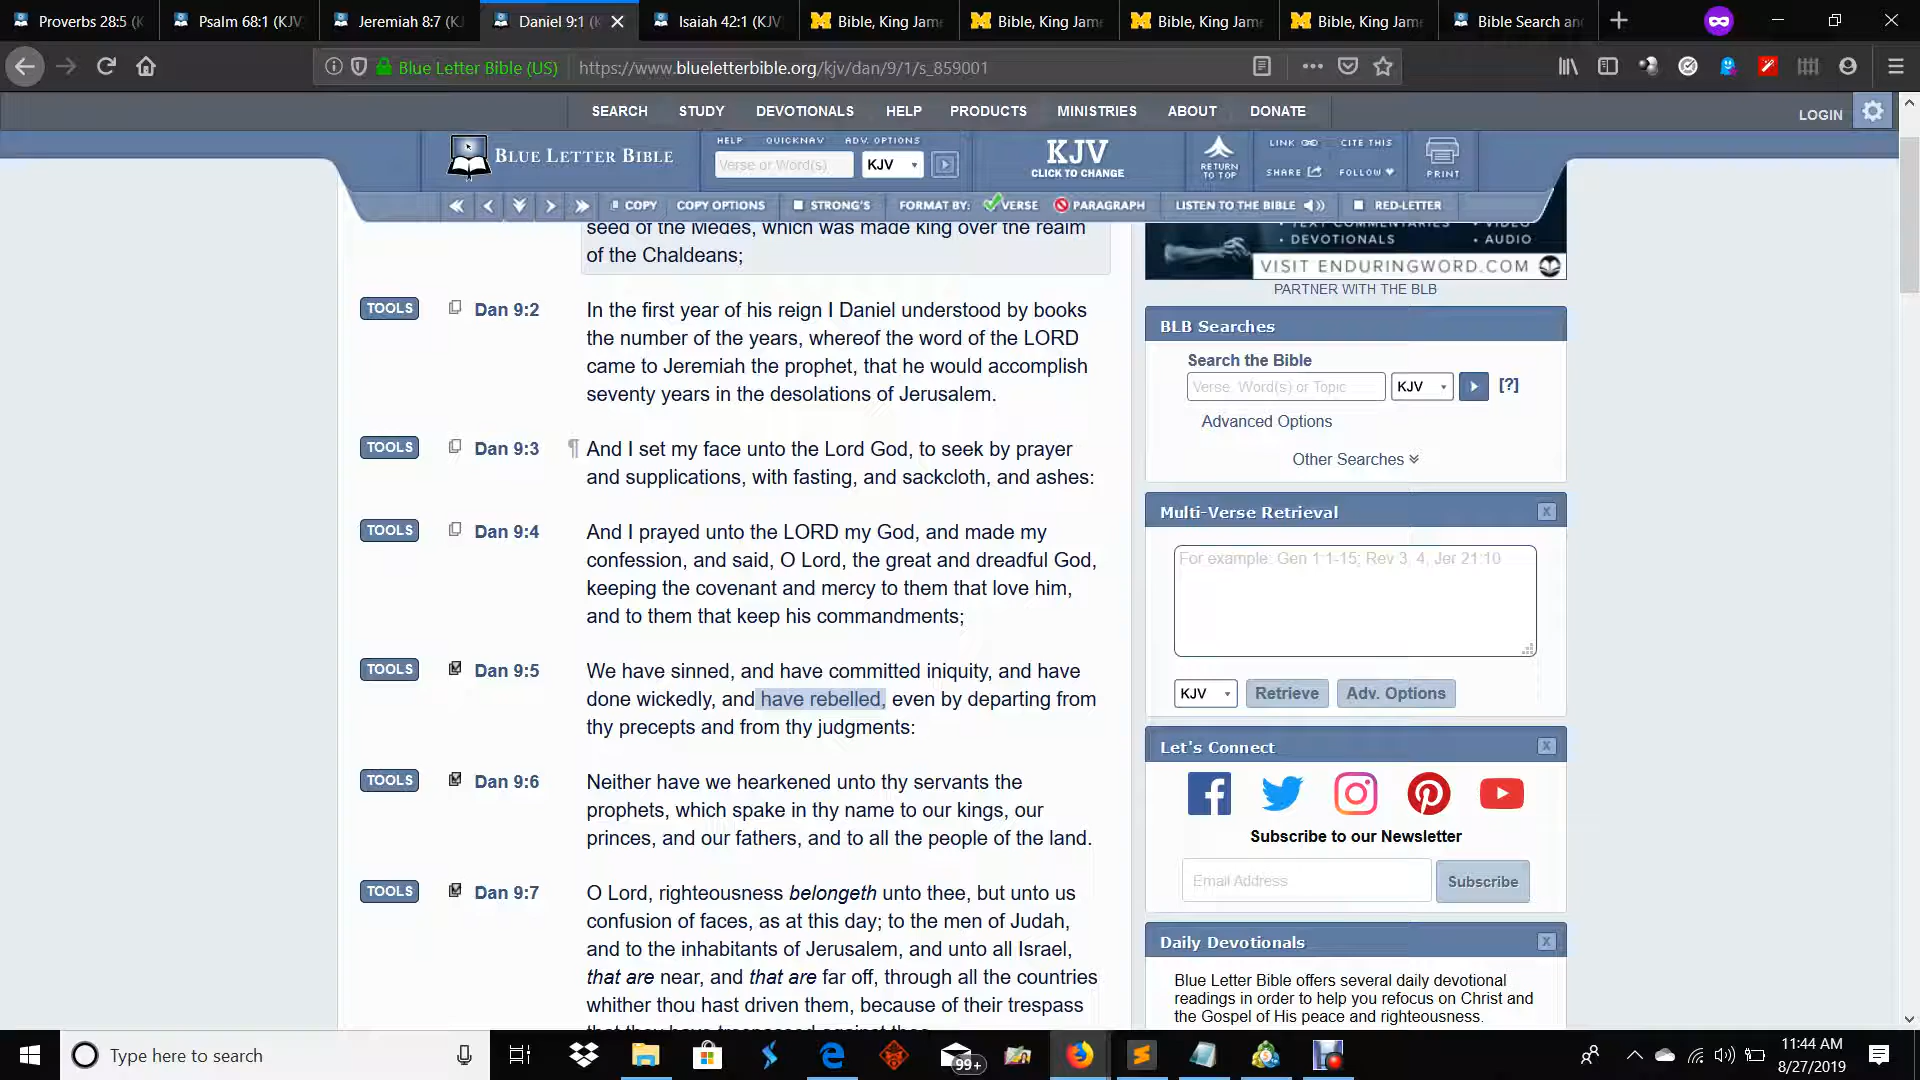 Proverbs 28:5 (K
Psalm 68:1 (KJV
Jeremiah 8:7 (KJ
Daniel 9:1 (K
Isaiah 42:1 (KJV
Bible, King Jame
Bible, King Jame
Bible, King Jame
Bible, King Jame
Bible Search and
Blue Letter Bible (US)
https://www.blueletterbible.org/kjv/dan/9/1/s_859001
SEARCH STUDY DEVOTIONALS HELP PRODUCTS MINISTRIES ABOUT DONATE
LOGIN
BLUE LETTER BIBLE
HELP QUICKNAV ADV. OPTIONS
Verse or Word(s)
KJV
KJV
CLICK TO CHANGE
RETURN
TO TOP
LINK CITE THIS
SHARE FOLLOW
PRINT
COPY COPY OPTIONS STRONG'S FORMAT BY: VERSE PARAGRAPH LISTEN TO THE BIBLE RED-LETTER
seed of the Medes, which was made king over the realm
of the Chaldeans;
TOOLS Dan 9:2 In the first year of his reign I Daniel understood by books
the number of the years, whereof the word of the LORD
came to Jeremiah the prophet, that he would accomplish
seventy years in the desolations of Jerusalem.
TOOLS Dan 9:3 ¶ And I set my face unto the Lord God, to seek by prayer
and supplications, with fasting, and sackcloth, and ashes:
TOOLS Dan 9:4 And I prayed unto the LORD my God, and made my
confession, and said, O Lord, the great and dreadful God,
keeping the covenant and mercy to them that love him,
and to them that keep his commandments;
TOOLS Dan 9:5 We have sinned, and have committed iniquity, and have
done wickedly, and have rebelled, even by departing from
thy precepts and from thy judgments:
TOOLS Dan 9:6 Neither have we hearkened unto thy servants the
prophets, which spake in thy name to our kings, our
princes, and our fathers, and to all the people of the land.
TOOLS Dan 9:7 O Lord, righteousness belongeth unto thee, but unto us
confusion of faces, as at this day; to the men of Judah,
and to the inhabitants of Jerusalem, and unto all Israel,
that are near, and that are far off, through all the countries
whither thou hast driven them, because of their trespass
that they have trespassed against thee.
• TEXT COMMENTARIES • VIDEO
• DEVOTIONALS • AUDIO
VISIT ENDURINGWORD.COM
PARTNER WITH THE BLB
BLB Searches
Search the Bible
Verse, Word(s) or Topic KJV [?]
Advanced Options
Other Searches
Multi-Verse Retrieval X
For example: Gen 1:1-15; Rev 3, 4, Jer 21:10
KJV Retrieve Adv. Options
Let's Connect X
Subscribe to our Newsletter
Email Address Subscribe
Daily Devotionals X
Blue Letter Bible offers several daily devotional
readings in order to help you refocus on Christ and
the Gospel of His peace and righteousness.
Type here to search
99+
11:44 AM
8/27/2019